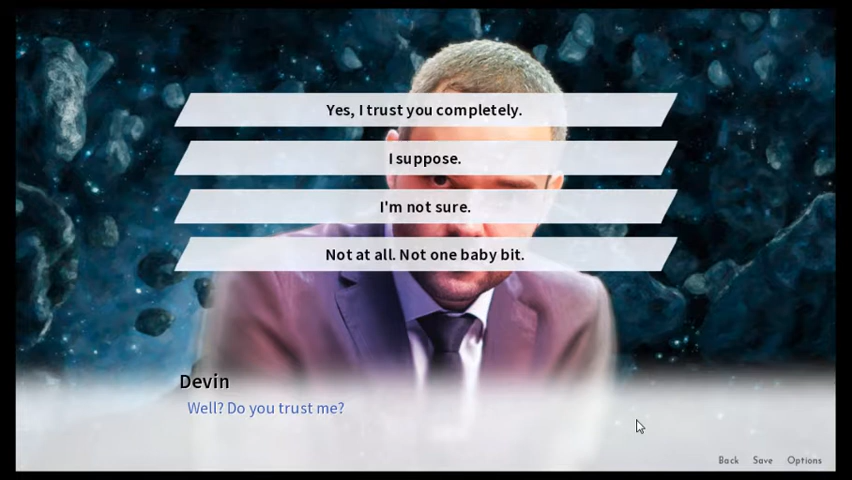 Yes, I trust you completely.
I suppose.
I'm not sure.
Not at all. Not one baby bit.
Devin
Well? Do you trust me?
Back Save Options